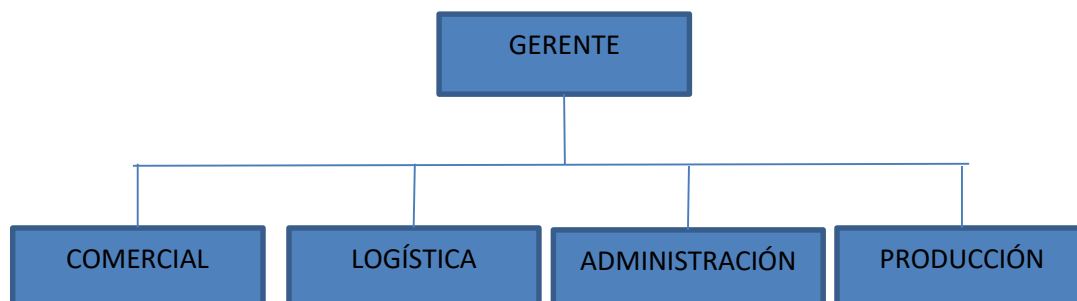 GERENTE
COMERCIAL
LOGÍSTICA
ADMINISTRACIÓN
PRODUCCIÓN